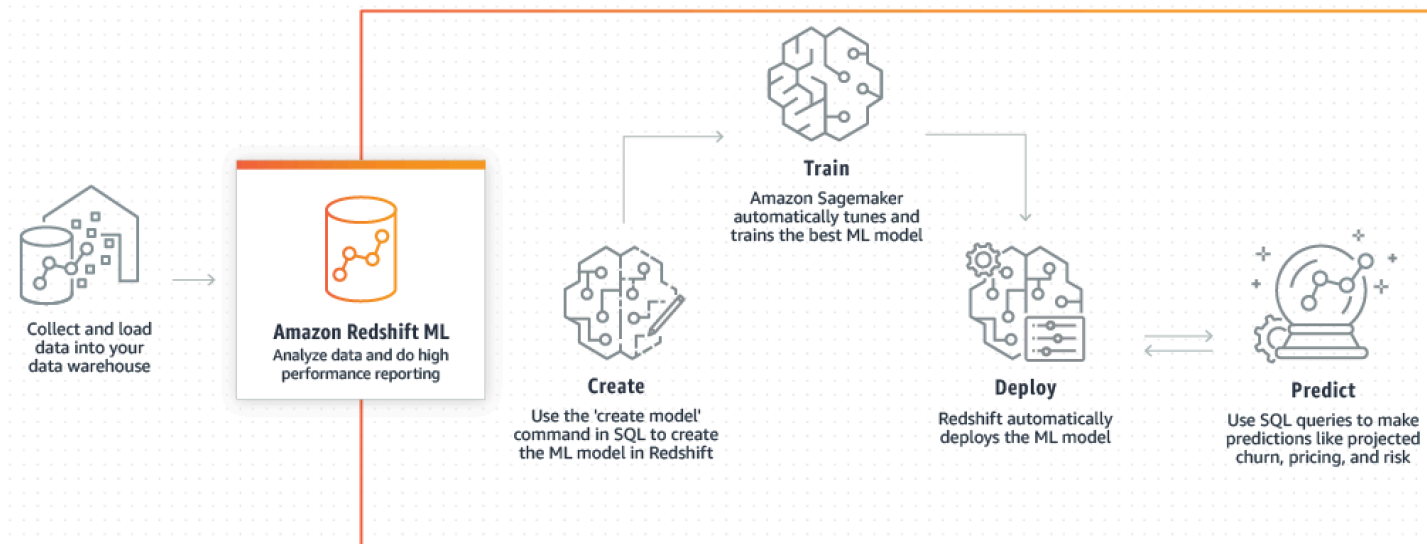 Collect and load
data into your
data warehouse
Amazon Redshift ML
Analyze data and do high
performance reporting
Create
Use the 'create model'
command in SQL to create
the ML model in Redshift
Train
Amazon Sagemaker
automatically tunes and
trains the best ML model
Deploy
Redshift automatically
deploys the ML model
Predict
Use SQL queries to make
predictions like projected
churn, pricing, and risk